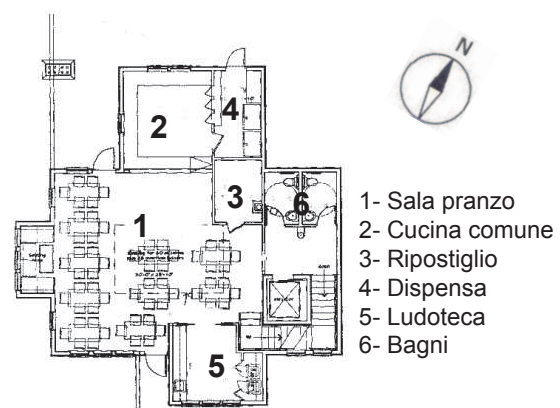 N
4
2
3
6
1
5
1- Sala pranzo
2- Cucina comune
3- Ripostiglio
4- Dispensa
5- Ludoteca
6- Bagni